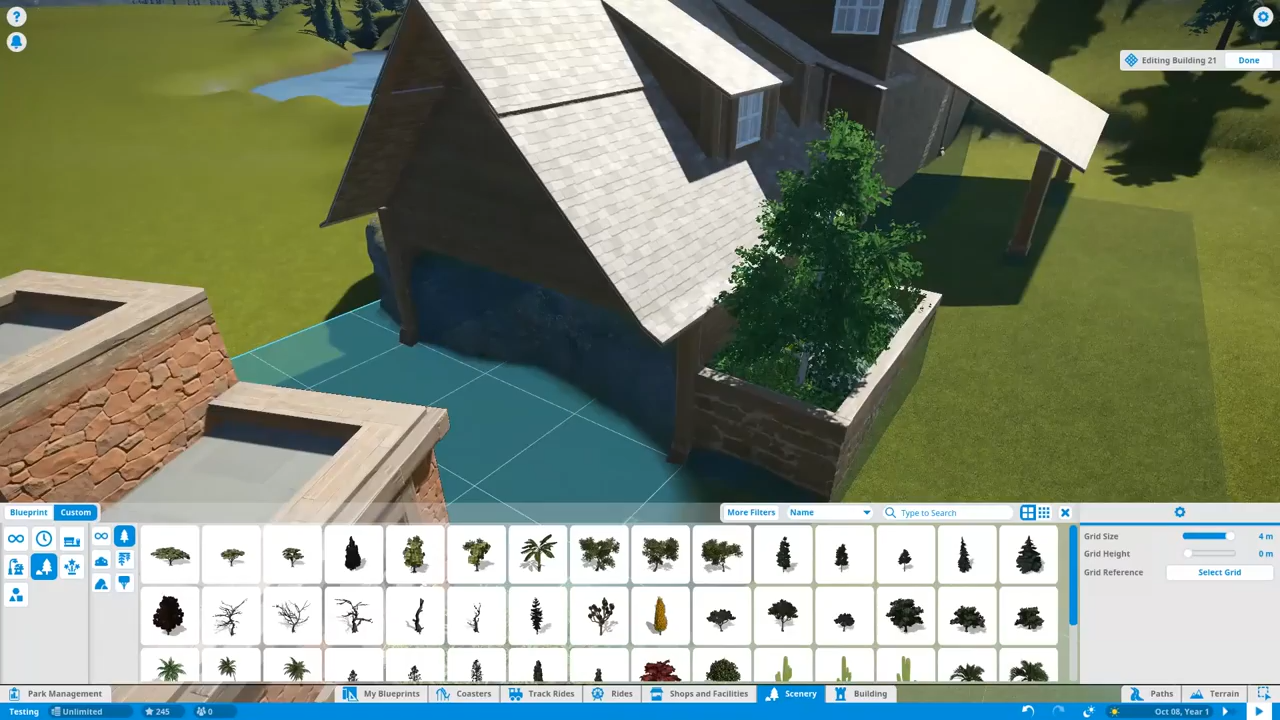 Editing Building 21 Done
Blueprint Custom More Filters Name Type to Search
Grid Size 4 m
Grid Height 0 m
Grid Reference Select Grid
Park Management My Blueprints Coasters Track Rides Rides Shops and Facilities Scenery Building Paths Terrain
Testing Unlimited 245 0 Oct 08, Year 1